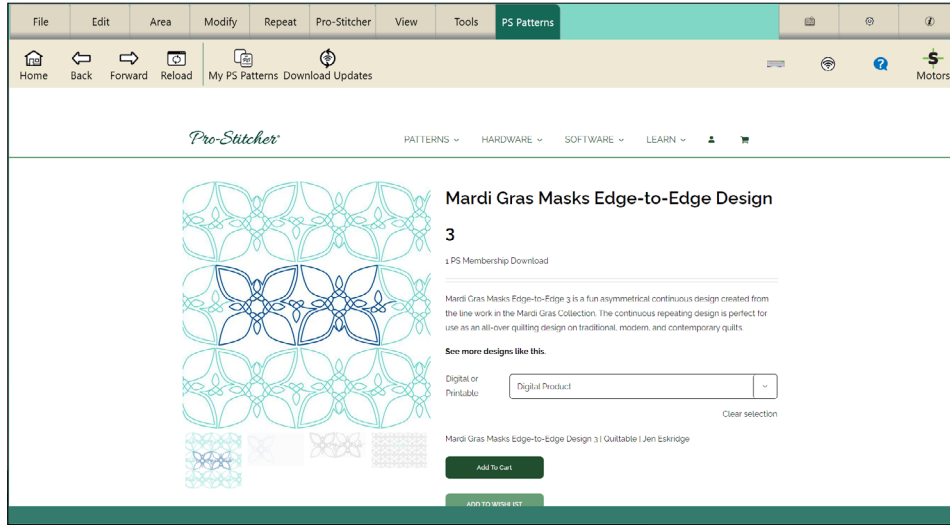 File Edit Area Modify Repeat Pro-Stitcher View Tools PS Patterns
Home Back Forward Reload My PS Patterns Download Updates Motors
Pro-Stitcher PATTERNS HARDWARE SOFTWARE LEARN
Mardi Gras Masks Edge-to-Edge Design
3
1 PS Membership Download
Mardi Gras Masks Edge-to-Edge 3 is a fun asymmetrical continuous design created from
the line work in the Mardi Gras Collection. The continuous repeating design is perfect for
use as an all-over quilting design on traditional, modern, and contemporary quilts.
See more designs like this.
Digital or
Printable
Digital Product
Clear selection
Mardi Gras Masks Edge-to-Edge Design 3 | Quiltable | Jen Eskridge
Add To Cart
ADD TO WISHLIST